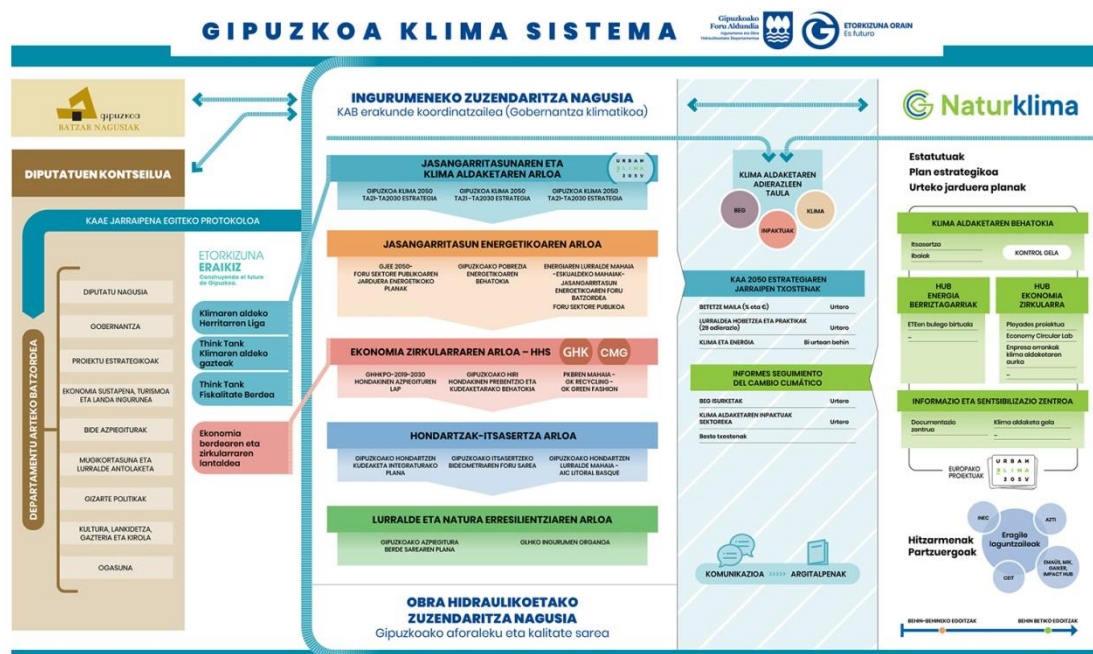 GIPUZKOA KLIMA SISTEMA
Gipuzkoako
Foru Aldundia
Ingurumeneko eta Obra
Hidraulikoetako Departamentua
ETORKIZUNA ORAIN
Es futuro
gipuzkoa
BATZAR NAGUSIAK
DIPUTATUEN KONTSEILUA
KAAE JARRAIPENA EGITEKO PROTOKOLOA
DEPARTAMENTU ARTEKO BATZORDEA
DIPUTATU NAGUSIA
GOBERNANTZA
PROIEKTU ESTRATEGIKOAK
EKONOMIA SUSTAPENA, TURISMOA
ETA LANDA INGURUNEA
BIDE AZPIEGITURAK
MUGIKORTASUNA ETA
LURRALDE ANTOLAKETA
GIZARTE POLITIKAK
KULTURA, LANKIDETZA,
GAZTERIA ETA KIROLA
OGASUNA
ETORKIZUNA
ERAIKIZ
Construyendo el futuro
de Gipuzkoa.
Klimaren aldeko
Herritarren Liga
Think Tank
Klimaren aldeko
gazteak
Think Tank
Fiskalitate Berdea
Ekonomia
berdearen eta
zirkularraren
lantaldea
INGURUMENEKO ZUZENDARITZA NAGUSIA
KAB erakunde koordinatzailea (Gobernantza klimatikoa)
JASANGARRITASUNAREN ETA
KLIMA ALDAKETAREN ARLOA
URBAN
KLIMA
2050
GIPUZKOA KLIMA 2050
TA21-TA2030 ESTRATEGIA
GIPUZKOA KLIMA 2050
TA21-TA2030 ESTRATEGIA
GIPUZKOA KLIMA 2050
TA21-TA2030 ESTRATEGIA
JASANGARRITASUN ENERGETIKOAREN ARLOA
GJEE 2050-
FORU SEKTORE PUBLIKOAREN
JARDUERA ENERGETIKOKO
PLANAK
GIPUZKOAKO POBREZIA
ENERGETIKOAREN
BEHATOKIA
ENERGIAREN LURRALDE MAHAIA
-ESKUALDEKO MAHAIAK-
JASANGARRITASUN
ENERGETIKOAREN FORU
BATZORDEA
FORU SEKTORE PUBLIKOA
EKONOMIA ZIRKULARRAREN ARLOA – HHS
GHK
CMG
GHHKPO-2019-2030
HONDAKINEN AZPIEGITUREN
LAP
GIPUZKOAKO HIRI
HONDAKINEN PREBENTZIO ETA
KUDEAKETARAKO BEHATOKIA
PKBREN MAHAIA -
GK RECYCLING -
GK GREEN FASHION
HONDARTZAK-ITSASERTZA ARLOA
GIPUZKOAKO HONDARTZEN
KUDEAKETA INTEGRATURAKO
PLANA
GIPUZKOAKO ITSASERTZEKO
BIDEOMETRIAREN FORU SAREA
GIPUZKOAKO HONDARTZEN
LURRALDE MAHAIA -
AIC LITORAL BASQUE
LURRALDE ETA NATURA ERRESILIENTZIAREN ARLOA
GIPUZKOAKO AZPIEGITURA
BERDE SAREAREN PLANA
GLHKO INGURUMEN ORGANOA
OBRA HIDRAULIKOETAKO
ZUZENDARITZA NAGUSIA
Gipuzkoako aforaleku eta kalitate sarea
KLIMA ALDAKETAREN
ADIERAZLEEN
TAULA
BEG
KLIMA
INPAKTUAK
KAA 2050 ESTRATEGIAREN
JARRAIPEN TXOSTENAK
BETETZE MAILA (% eta €) Urtero
LURRALDEA HOBETZEA ETA PRAKTIKAK
(29 adierazle) Urtero
KLIMA ETA ENERGIA Bi urtean behin
INFORMES SEGUIMIENTO
DEL CAMBIO CLIMÁTICO
BEG ISURKETAK Urtero
KLIMA ALDAKETAREN INPAKTUAK
SEKTOREKA Urtero
Beste txostenak
KOMUNIKAZIOA >>>>> ARGITALPENAK
Naturklima
Estatutuak
Plan estrategikoa
Urteko jarduera planak
KLIMA ALDAKETAREN BEHATOKIA
Itsasertza
Ibaiak
KONTROL GELA
HUB
ENERGIA
BERRIZTAGARRIAK
ETEen bulego birtuala
–
HUB
EKONOMIA
ZIRKULARRA
Pleyades proiektua
Economy Circular Lab
Enpresa erronkak
klima aldaketaren
aurka
–
INFORMAZIO ETA SENTSIBILIZAZIO ZENTROA
Documentazio
zentrua
Klima aldaketa gela
–
EUROPAKO
PROIEKTUAK
URBAN
KLIMA
2050
Hitzarmenak
Partzuergoak
INEC
AZTI
Eragile
laguntzaileak
CEIT
EMAÚS, MIK,
GAIKER,
IMPACT HUB
BEHIN-BEHINEKO EGOITZAK
BEHIN BETIKO EGOITZAK